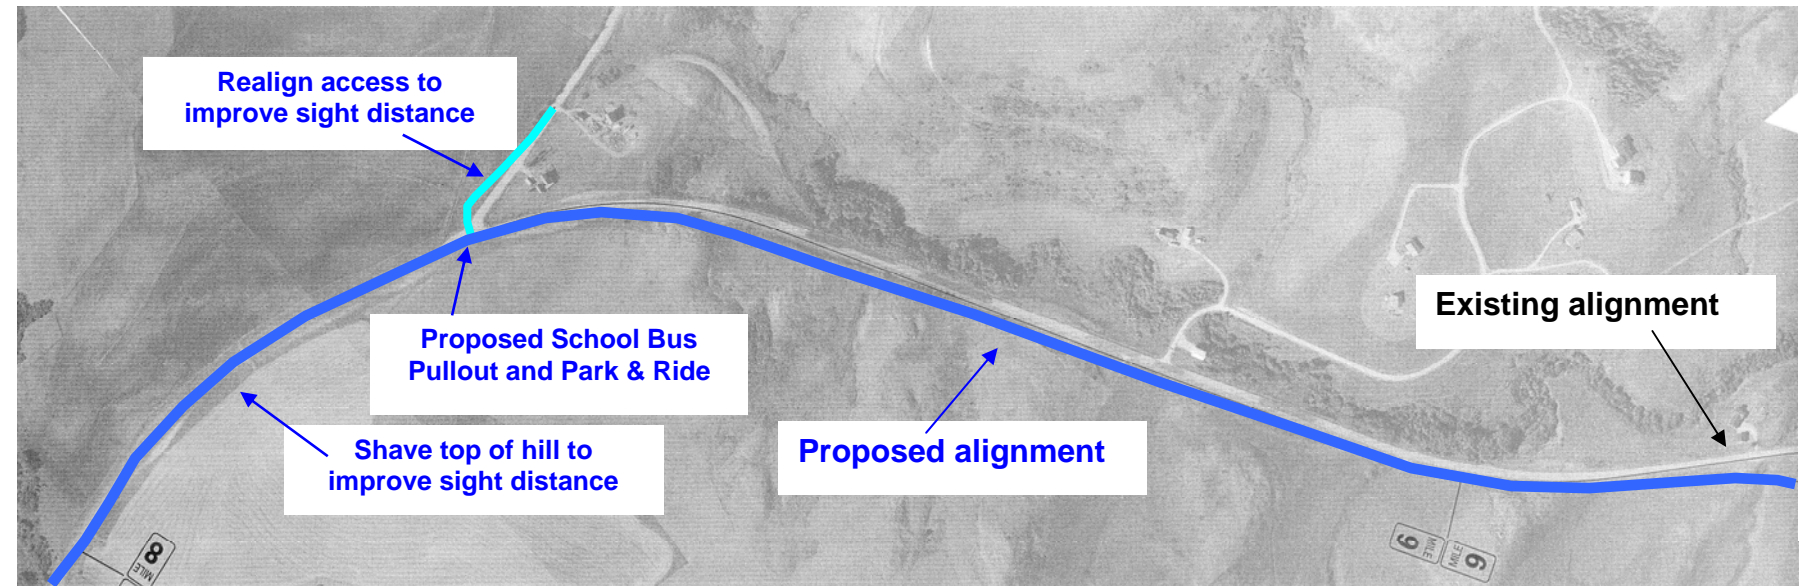 Realign access to
improve sight distance
Existing alignment
Proposed School Bus
Pullout and Park & Ride
Proposed alignment
Shave top of hill to
improve sight distance
MILE 8
MILE 9
MILE 9